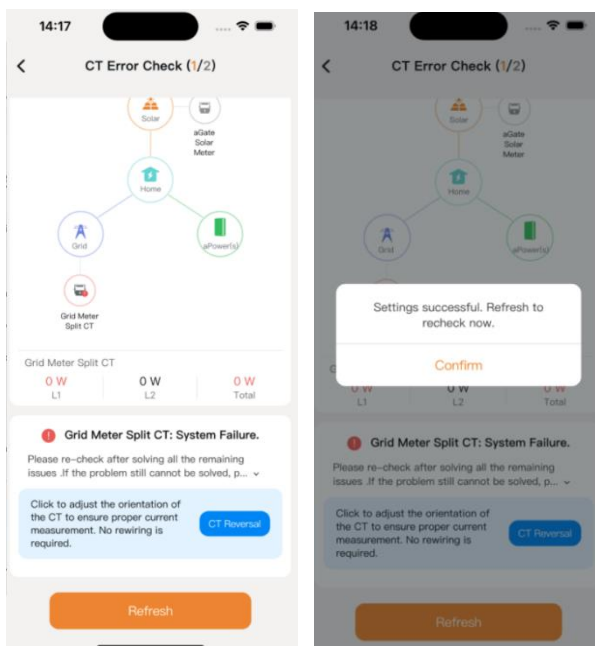 14:17
CT Error Check (1/2)
Solar
aGate
Solar
Meter
Home
Grid
aPower(s)
Grid Meter
Split CT
Grid Meter Split CT
0 W
0 W
0 W
L1
L2
Total
Grid Meter Split CT: System Failure.
Please re-check after solving all the remaining
issues .If the problem still cannot be solved, p...
Click to adjust the orientation of
the CT to ensure proper current
measurement. No rewiring is
required.
CT Reversal
Refresh
14:18
CT Error Check (1/2)
Solar
aGate
Solar
Meter
Home
Grid
aPower(s)
Settings successful. Refresh to
recheck now.
Confirm
0 W
0 W
0 W
L1
L2
Total
Grid Meter Split CT: System Failure.
Please re-check after solving all the remaining
issues .If the problem still cannot be solved, p...
Click to adjust the orientation of
the CT to ensure proper current
measurement. No rewiring is
required.
CT Reversal
Refresh